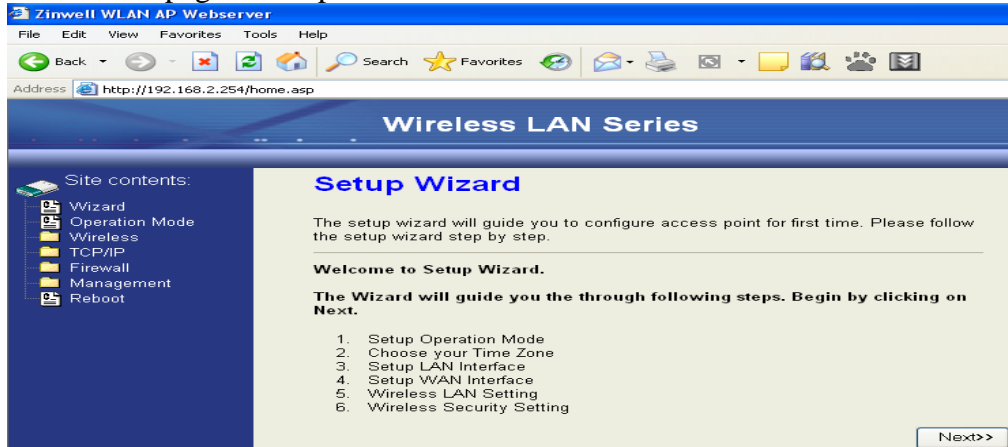 Zinwell WLAN AP Webserver
File Edit View Favorites Tools Help
Back Search Favorites
Address http://192.168.2.254/home.asp
Wireless LAN Series
Site contents:
Wizard
Operation Mode
Wireless
TCP/IP
Firewall
Management
Reboot
Setup Wizard
The setup wizard will guide you to configure access point for first time. Please follow
the setup wizard step by step.
Welcome to Setup Wizard.
The Wizard will guide you the through following steps. Begin by clicking on
Next.
1. Setup Operation Mode
2. Choose your Time Zone
3. Setup LAN Interface
4. Setup WAN Interface
5. Wireless LAN Setting
6. Wireless Security Setting
Next>>